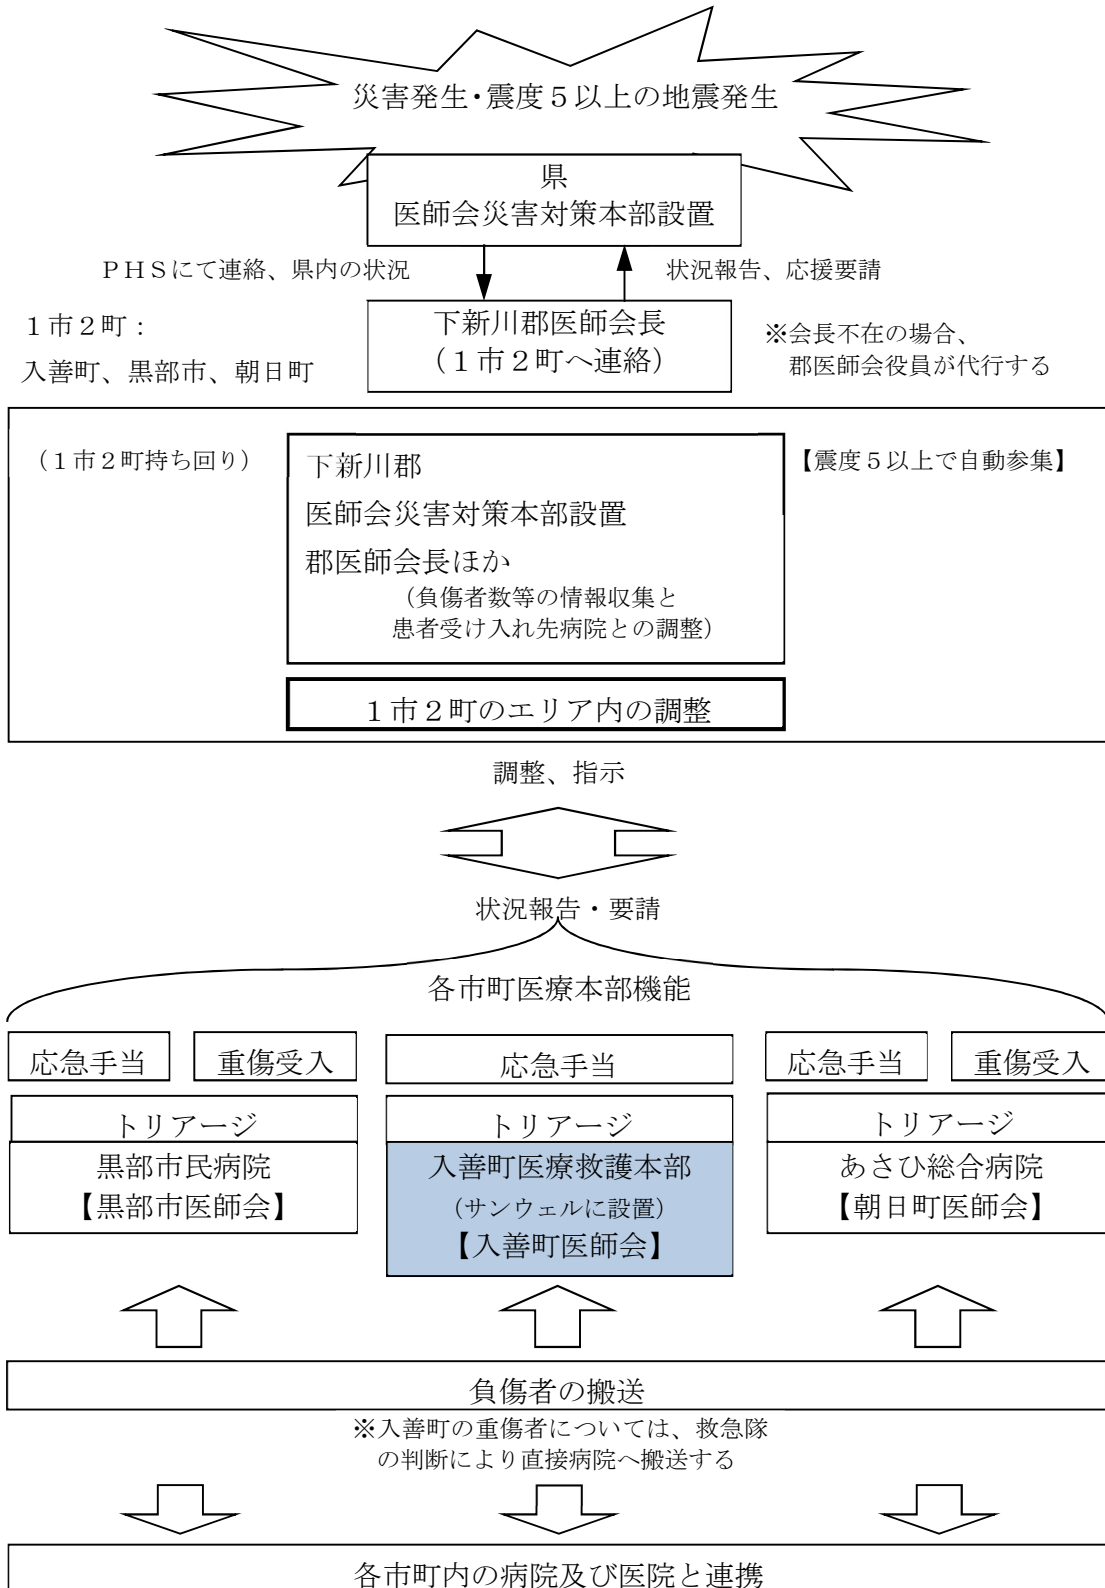 災害発生・震度５以上の地震発生
県
医師会災害対策本部設置
ＰＨＳにて連絡、県内の状況
状況報告、応援要請
１市２町：
入善町、黒部市、朝日町
下新川郡医師会長
（１市２町へ連絡）
※会長不在の場合、
郡医師会役員が代行する
（１市２町持ち回り）
下新川郡
医師会災害対策本部設置
郡医師会長ほか
（負傷者数等の情報収集と
患者受け入れ先病院との調整）
【震度５以上で自動参集】
１市２町のエリア内の調整
調整、指示
状況報告・要請
各市町医療本部機能
応急手当
重傷受入
応急手当
応急手当
重傷受入
トリアージ
トリアージ
トリアージ
黒部市民病院
【黒部市医師会】
入善町医療救護本部
（サンウェルに設置）
【入善町医師会】
あさひ総合病院
【朝日町医師会】
負傷者の搬送
※入善町の重傷者については、救急隊
の判断により直接病院へ搬送する
各市町内の病院及び医院と連携